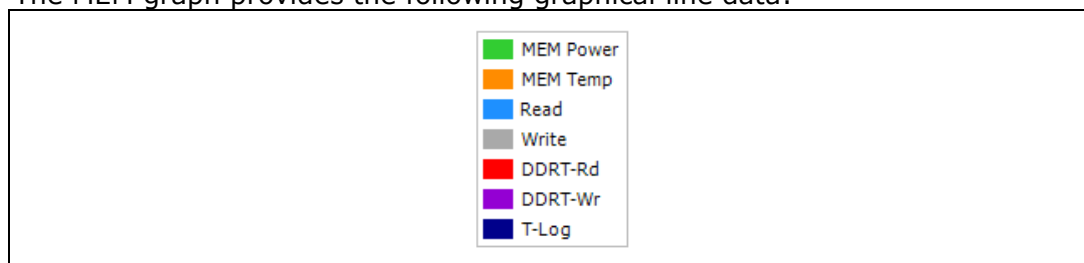 The MEM graph provides the following graphical line data:
MEM Power
MEM Temp
Read
Write
DDRT-Rd
DDRT-Wr
T-Log